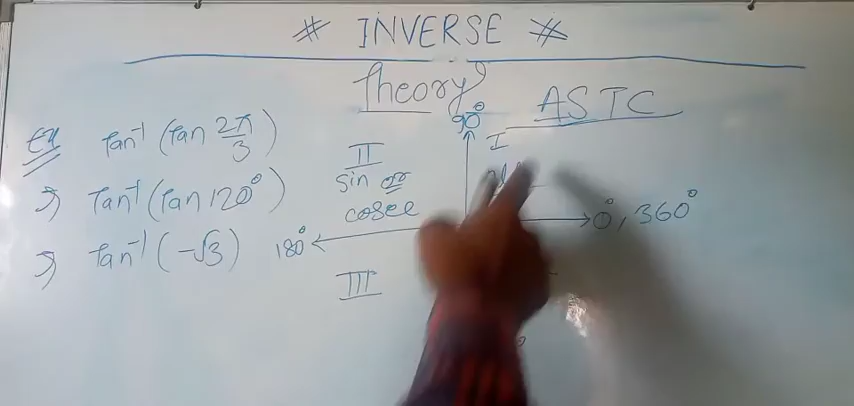 * INVERSE *
Theory
ASTC
Ex tan⁻¹ (tan 2π/3)
⇒ tan⁻¹ (tan 120°)
⇒ tan⁻¹ (-√3)
90°
II
I
sin or
cosec
180°
0°, 360°
III